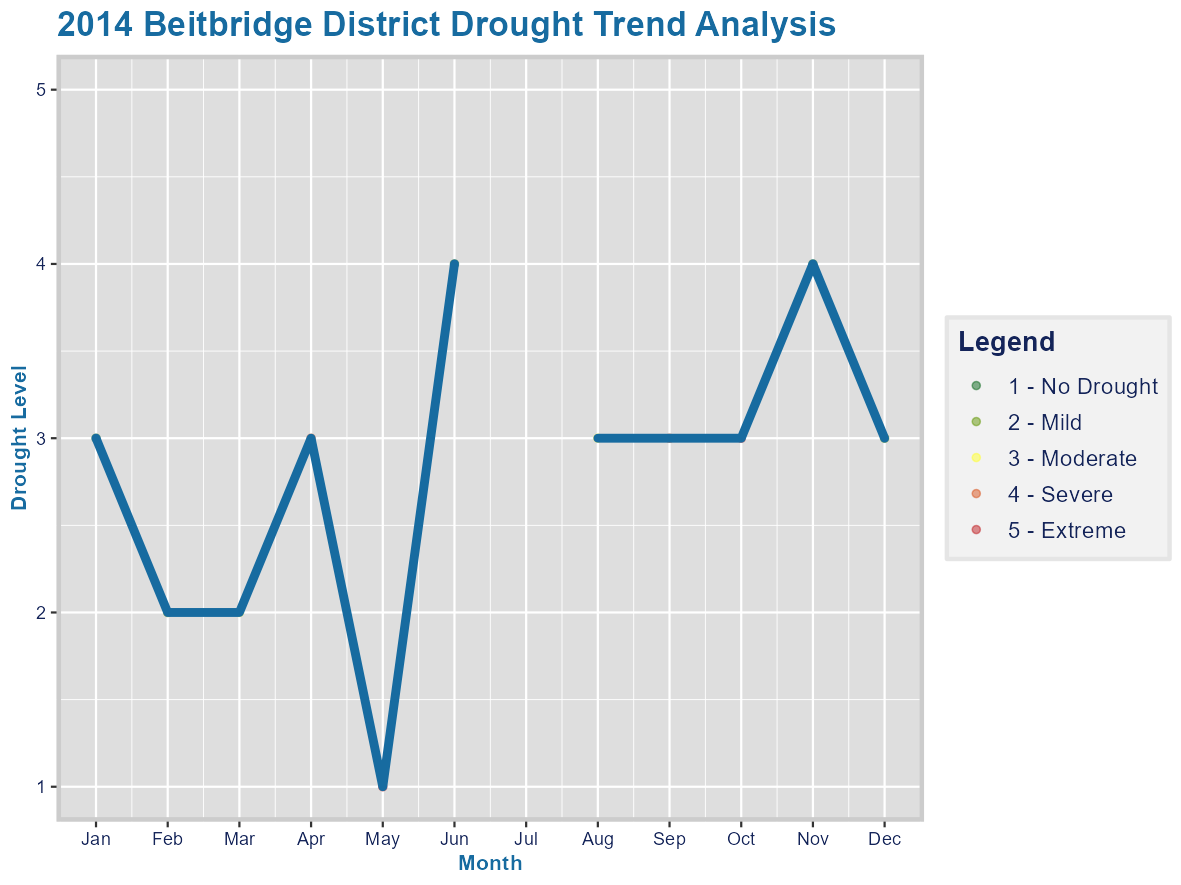 2014 Beitbridge District Drought Trend Analysis
5
4
3
2
1
Drought Level
Jan Feb Mar Apr May Jun Jul Aug Sep Oct Nov Dec
Month
Legend
1 - No Drought
2 - Mild
3 - Moderate
4 - Severe
5 - Extreme